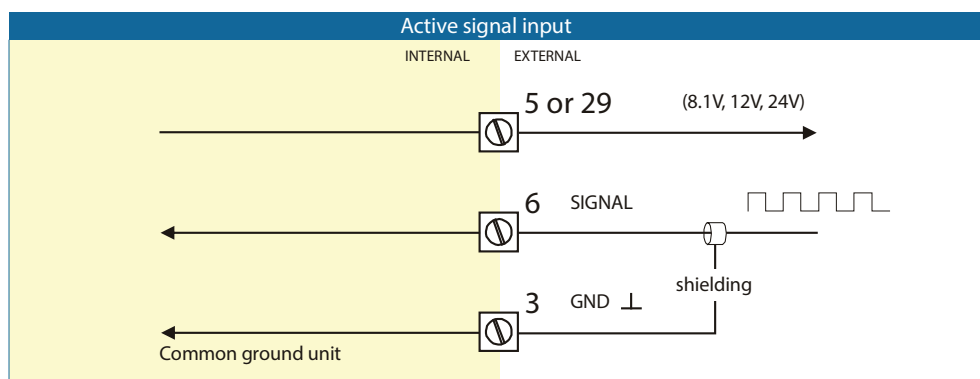 Active signal input
INTERNAL EXTERNAL
5 or 29 (8.1V, 12V, 24V)
6 SIGNAL
shielding
3 GND
Common ground unit